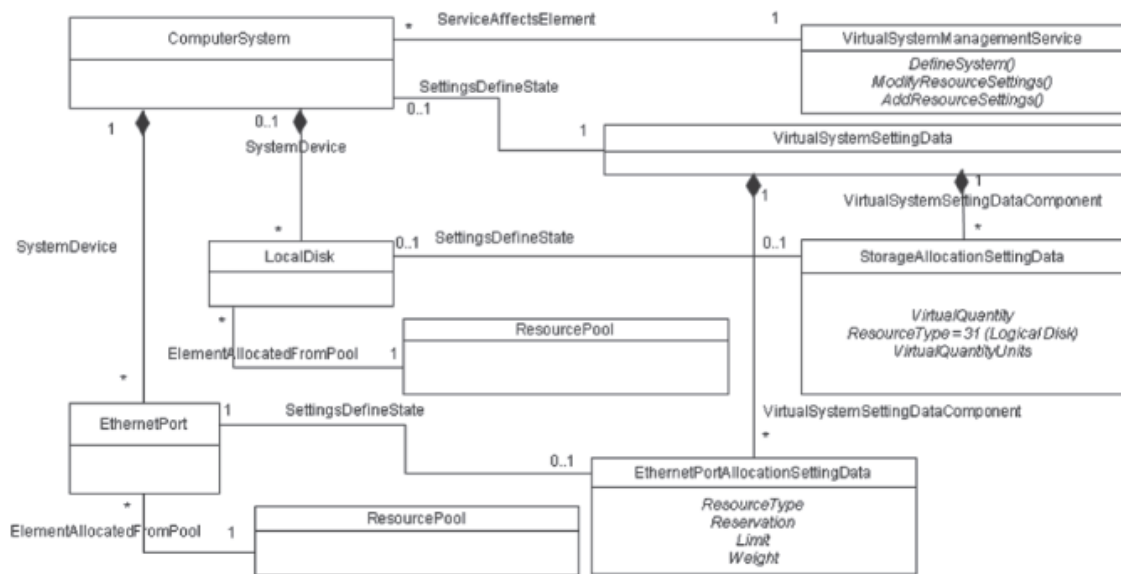 ServiceAffectsElement
*
1
ComputerSystem
VirtualSystemManagementService
DefineSystem()
ModifyResourceSettings()
AddResourceSettings()
SettingsDefineState
0..1
1
1
0..1
SystemDevice
VirtualSystemSettingData
1
1
VirtualSystemSettingDataComponent
SystemDevice
*
0..1
SettingsDefineState
0..1
*
LocalDisk
StorageAllocationSettingData
VirtualQuantity
ResourceType = 31 (Logical Disk)
VirtualQuantityUnits
*
ElementAllocatedFromPool
1
ResourcePool
*
EthernetPort
1
SettingsDefineState
0..1
VirtualSystemSettingDataComponent
*
EthernetPortAllocationSettingData
ResourceType
Reservation
Limit
Weight
*
ElementAllocatedFromPool
1
ResourcePool